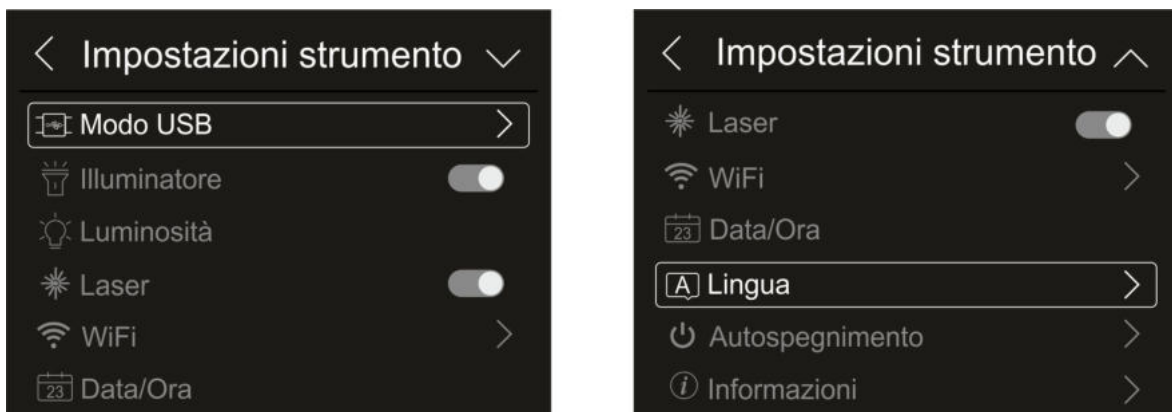 Impostazioni strumento
Modo USB
Illuminatore
Luminosità
Laser
WiFi
23 Data/Ora
Impostazioni strumento
Laser
WiFi
23 Data/Ora
A Lingua
Autospegnimento
i Informazioni